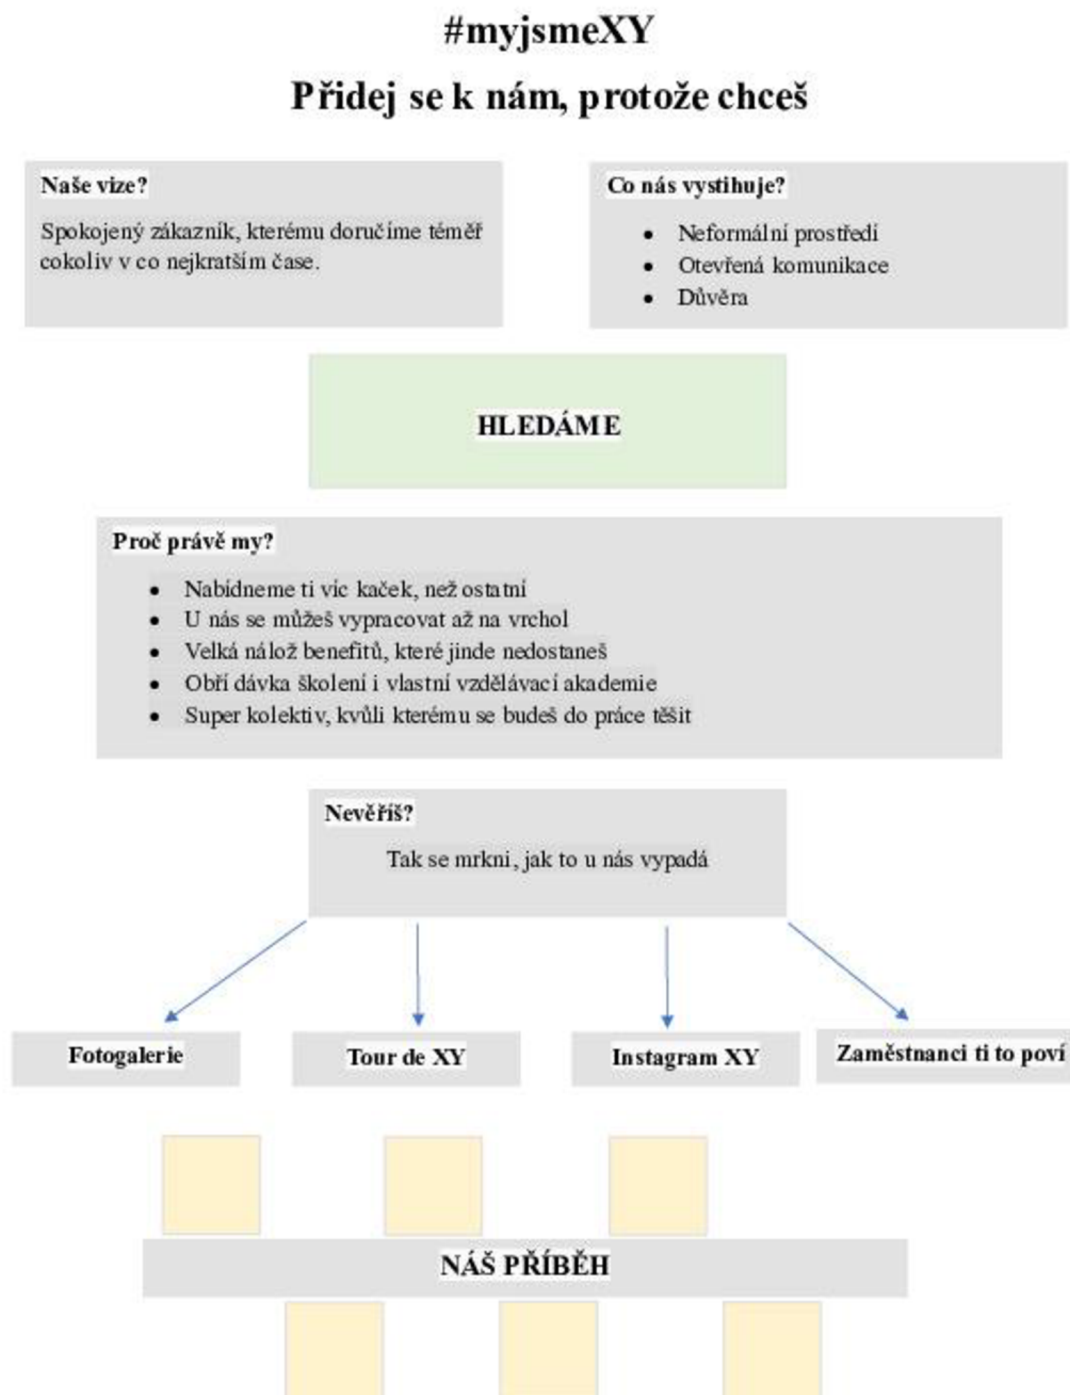 #myjsmeXY
Přidej se k nám, protože chceš
Naše vize?
Spokojený zákazník, kterému doručíme téměř
cokoliv v co nejkratším čase.
Co nás vystihuje?
• Neformální prostředí
• Otevřená komunikace
• Důvěra
HLEDÁME
Proč právě my?
• Nabídneme ti víc kaček, než ostatní
• U nás se můžeš vypracovat až na vrchol
• Velká nálož benefitů, které jinde nedostaneš
• Obří dávka školení i vlastní vzdělávací akademie
• Super kolektiv, kvůli kterému se budeš do práce těšit
Nevěříš?
Tak se mrkni, jak to u nás vypadá
Fotogalerie
Tour de XY
Instagram XY
Zaměstnanci ti to poví
NÁŠ PŘÍBĚH